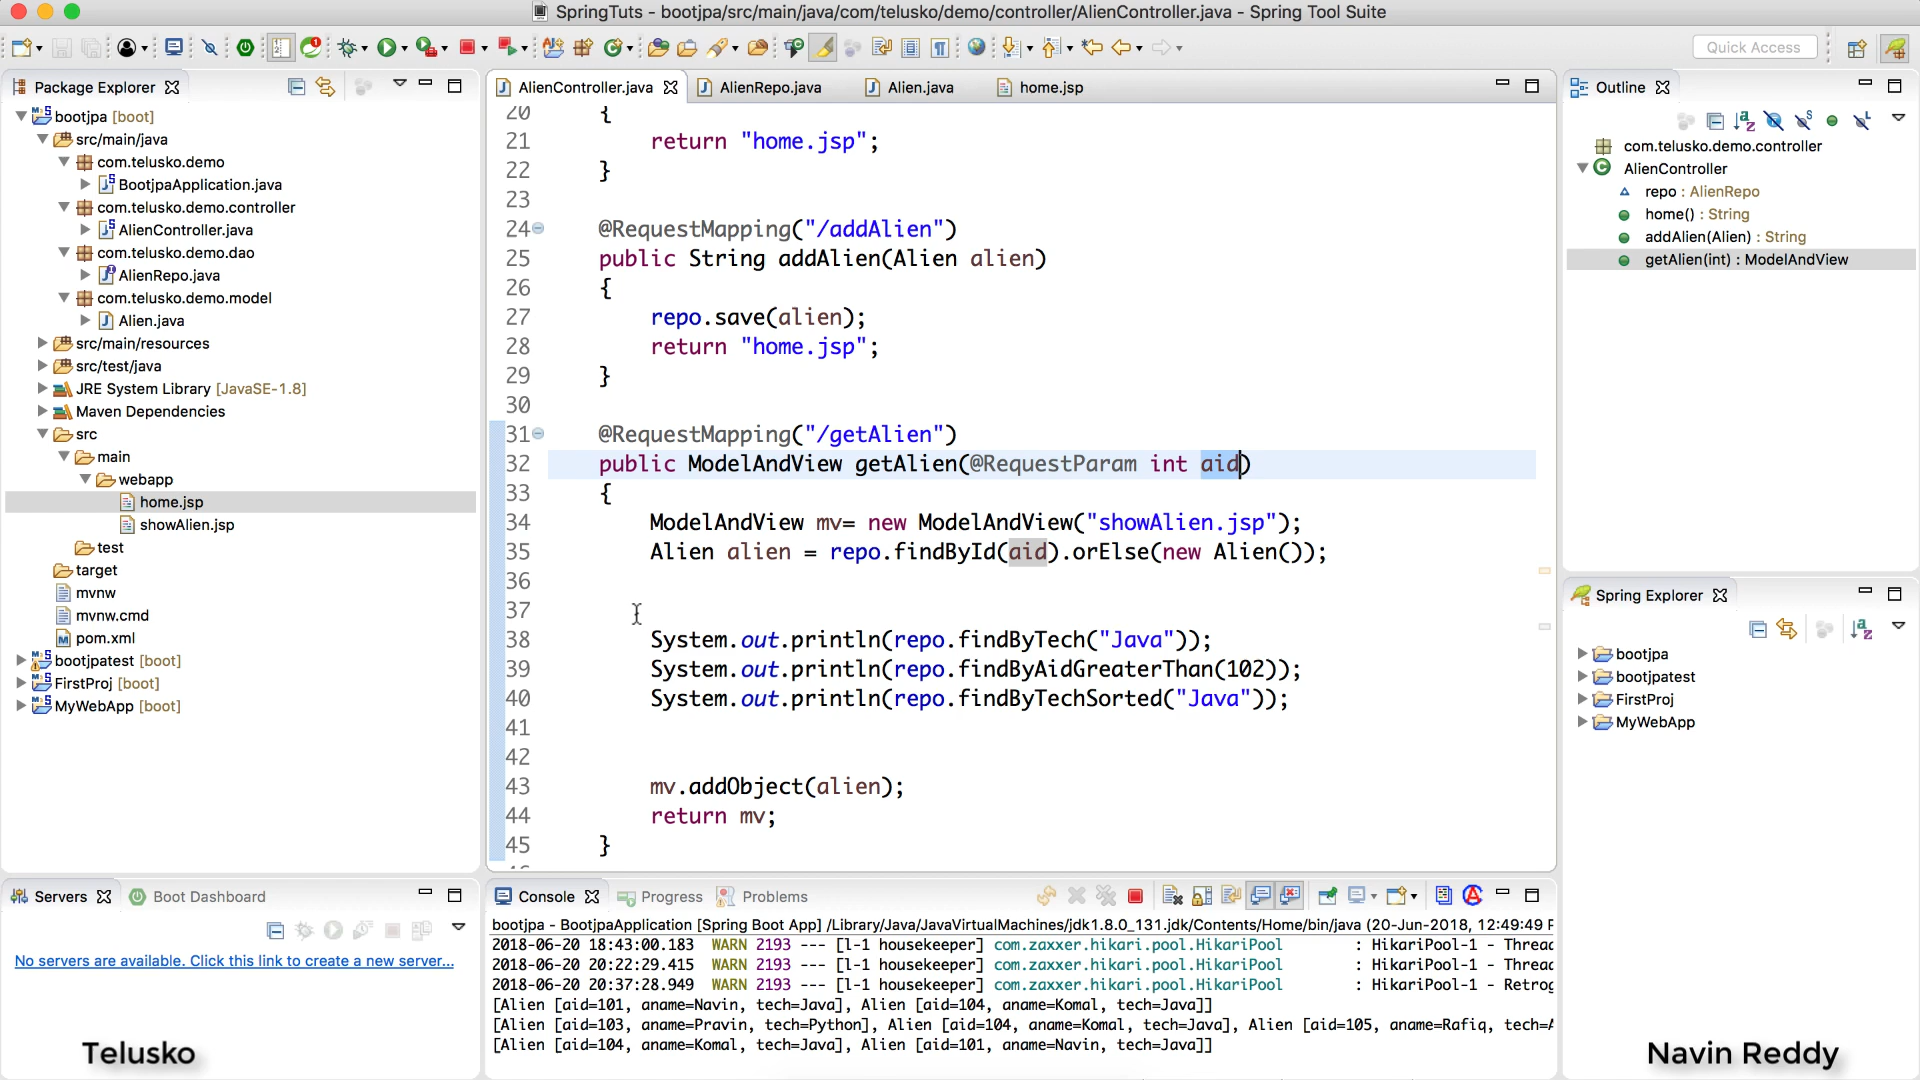 SpringTuts - bootjpa/src/main/java/com/telusko/demo/controller/AlienController.java - Spring Tool Suite
Quick Access
Package Explorer
bootjpa [boot]
src/main/java
com.telusko.demo
BootjpaApplication.java
com.telusko.demo.controller
AlienController.java
com.telusko.demo.dao
AlienRepo.java
com.telusko.demo.model
Alien.java
src/main/resources
src/test/java
JRE System Library [JavaSE-1.8]
Maven Dependencies
src
main
webapp
home.jsp
showAlien.jsp
test
target
mvnw
mvnw.cmd
pom.xml
bootjpatest [boot]
FirstProj [boot]
MyWebApp [boot]
AlienController.java
AlienRepo.java
Alien.java
home.jsp
20 {
21 return "home.jsp";
22 }
23
24 @RequestMapping("/addAlien")
25 public String addAlien(Alien alien)
26 {
27 repo.save(alien);
28 return "home.jsp";
29 }
30
31 @RequestMapping("/getAlien")
32 public ModelAndView getAlien(@RequestParam int aid)
33 {
34 ModelAndView mv= new ModelAndView("showAlien.jsp");
35 Alien alien = repo.findById(aid).orElse(new Alien());
36
37
38 System.out.println(repo.findByTech("Java"));
39 System.out.println(repo.findByAidGreaterThan(102));
40 System.out.println(repo.findByTechSorted("Java"));
41
42
43 mv.addObject(alien);
44 return mv;
45 }
Outline
com.telusko.demo.controller
AlienController
repo : AlienRepo
home() : String
addAlien(Alien) : String
getAlien(int) : ModelAndView
Spring Explorer
bootjpa
bootjpatest
FirstProj
MyWebApp
Servers
Boot Dashboard
No servers are available. Click this link to create a new server...
Console
Progress
Problems
bootjpa - BootjpaApplication [Spring Boot App] /Library/Java/JavaVirtualMachines/jdk1.8.0_131.jdk/Contents/Home/bin/java (20-Jun-2018, 12:49:49 P
2018-06-20 18:43:00.183 WARN 2193 --- [l-1 housekeeper] com.zaxxer.hikari.pool.HikariPool : HikariPool-1 - Thread
2018-06-20 20:22:29.415 WARN 2193 --- [l-1 housekeeper] com.zaxxer.hikari.pool.HikariPool : HikariPool-1 - Thread
2018-06-20 20:37:28.949 WARN 2193 --- [l-1 housekeeper] com.zaxxer.hikari.pool.HikariPool : HikariPool-1 - Retrog
[Alien [aid=101, aname=Navin, tech=Java], Alien [aid=104, aname=Komal, tech=Java]]
[Alien [aid=103, aname=Pravin, tech=Python], Alien [aid=104, aname=Komal, tech=Java], Alien [aid=105, aname=Rafiq, tech=A
[Alien [aid=104, aname=Komal, tech=Java], Alien [aid=101, aname=Navin, tech=Java]]
Telusko
Navin Reddy